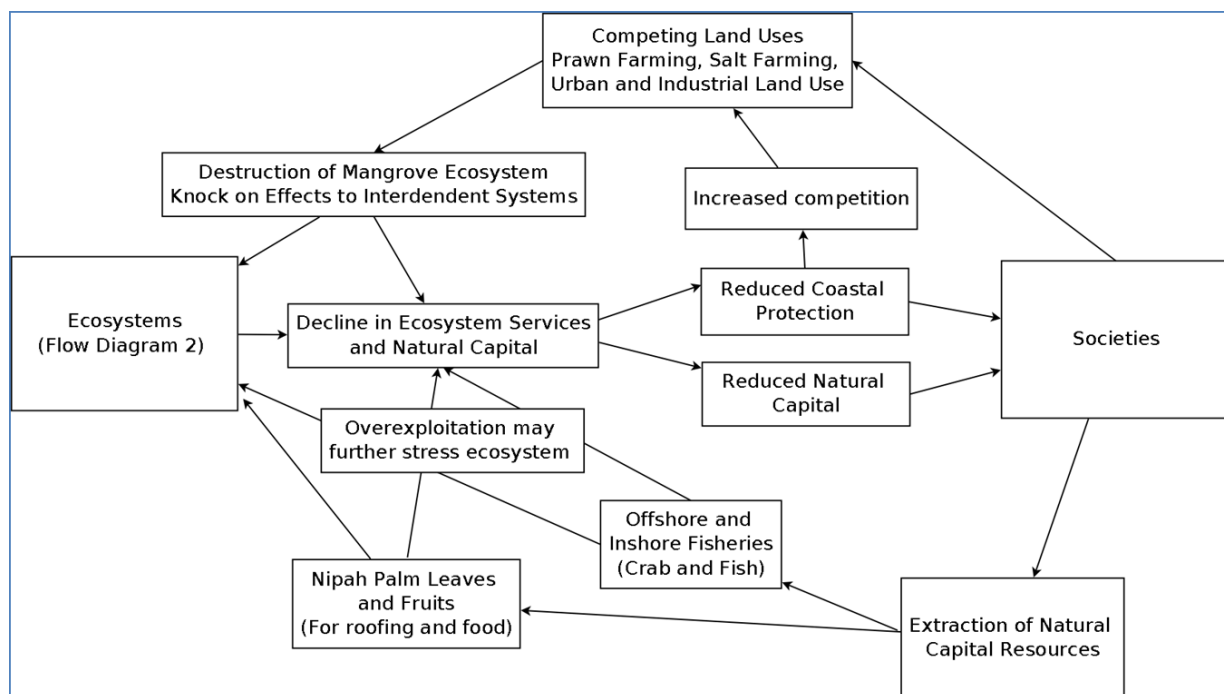 Competing Land Uses
Prawn Farming, Salt Farming,
Urban and Industrial Land Use
Destruction of Mangrove Ecosystem
Knock on Effects to Interdendent Systems
Increased competition
Ecosystems
(Flow Diagram 2)
Decline in Ecosystem Services
and Natural Capital
Reduced Coastal
Protection
Societies
Reduced Natural
Capital
Overexploitation may
further stress ecosystem
Offshore and
Inshore Fisheries
(Crab and Fish)
Nipah Palm Leaves
and Fruits
(For roofing and food)
Extraction of Natural
Capital Resources